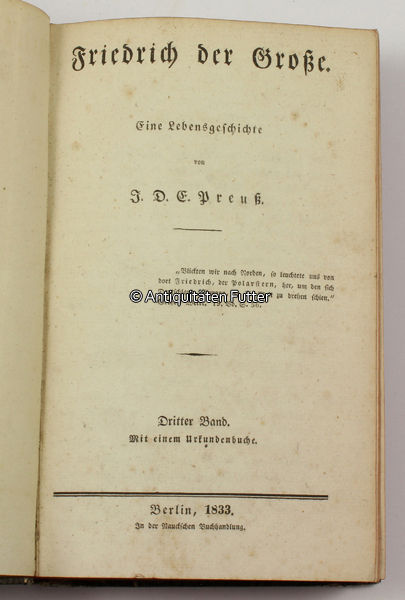 Friedrich der Große.
Eine Lebensgeschichte
von
J. D. E. Preuß.
„Blickten wir nach Norden, so leuchtete uns von
dort Friedrich, der Polarstern, her, um den sich
zu drehen schien."
© Antiquitäten Futter
Dritter Band.
Mit einem Urkundenbuche.
Berlin, 1833.
In der Nauckschen Buchhandlung.